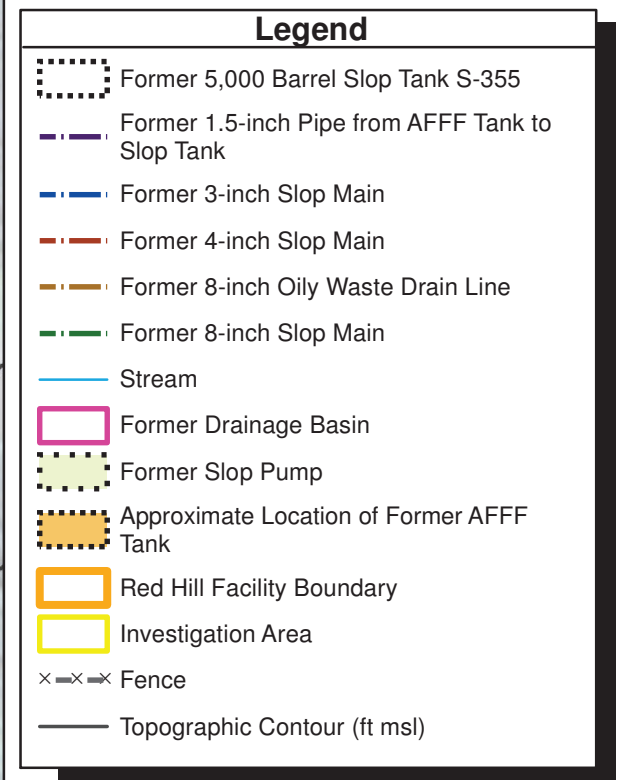 Legend
Former 5,000 Barrel Slop Tank S-355
Former 1.5-inch Pipe from AFFF Tank to
Slop Tank
Former 3-inch Slop Main
Former 4-inch Slop Main
Former 8-inch Oily Waste Drain Line
Former 8-inch Slop Main
Stream
Former Drainage Basin
Former Slop Pump
Approximate Location of Former AFFF
Tank
Red Hill Facility Boundary
Investigation Area
Fence
Topographic Contour (ft msl)